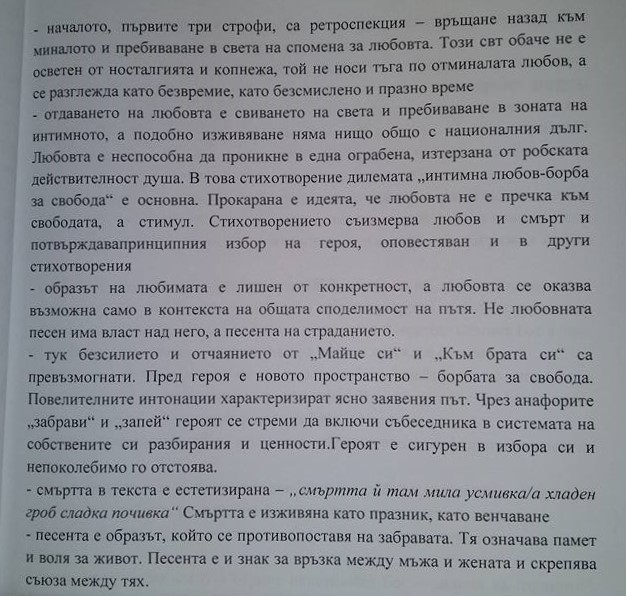 - началото, първите три строфи, са ретроспекция – връщане назад към
миналото и пребиваване в света на спомена за любовта. Този свт обаче не е
осветен от носталгията и копнежа, той не носи тъга по отминалата любов, а
се разглежда като безвремие, като безсмислено и празно време
- отдаването на любовта е свиването на света и пребиваване в зоната на
интимното, а подобно изживяване няма нищо общо с националния дълг.
Любовта е неспособна да проникне в една ограбена, изтерзана от робската
действителност душа. В това стихотворение дилемата „интимна любов-борба
за свобода“ е основна. Прокарана е идеята, че любовта не е пречка към
свободата, а стимул. Стихотворението съизмерва любов и смърт и
потвърждавапринципния избор на героя, оповестяван и в други
стихотворения
- образът на любимата е лишен от конкретност, а любовта се оказва
възможна само в контекста на общата споделимост на пътя. Не любовната
песен има власт над него, а песента на страданието.
- тук безсилието и отчаянието от „Майце си“ и „Към брата си“ са
превъзмогнати. Пред героя е новото пространство – борбата за свобода.
Повелителните интонации характеризират ясно заявения път. Чрез анафорите
„забрави“ и „запей“ героят се стреми да включи събеседника в системата на
собствените си разбирания и ценности.Героят е сигурен в избора си и
непоколебимо го отстоява.
- смъртта в текста е естетизирана – „смъртта й там мила усмивка/а хладен
гроб сладка почивка“ Смъртта е изживяна като празник, като венчаване
- песента е образът, който се противопоставя на забравата. Тя означава памет
и воля за живот. Песента е и знак за връзка между мъжа и жената и скрепява
съюза между тях.